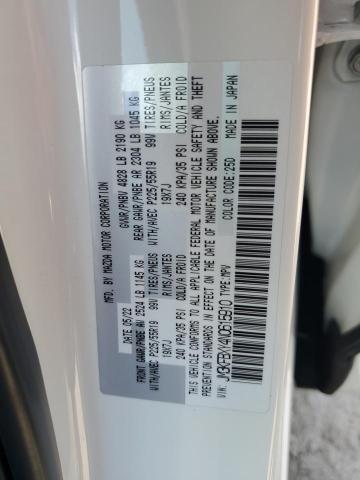 MFD. BY MAZDA MOTOR CORPORATION
DATE: 05/22 GVWR/PNBV 4828 LB 2190 KG
FRONT GAWR/PNBE AV 2524 LB 1145 KG REAR GAWR/PNBE AR 2304 LB 1045 KG
WITH/AVEC P225/55R19 99V TIRES/PNEUS WITH/AVEC P225/55R19 99V TIRES/PNEUS
19X7J RIMS/JANTES 19X7J RIMS/JANTES
240 KPA/35 PSI COLD/A FROID 240 KPA/35 PSI COLD/A FROID
THIS VEHICLE CONFORMS TO ALL APPLICABLE FEDERAL MOTOR VEHICLE SAFETY AND THEFT
PREVENTION STANDARDS IN EFFECT ON THE DATE OF MANUFACTURE SHOWN ABOVE.
COLOR CODE:25D MADE IN JAPAN
VIN: TYPE:MPV